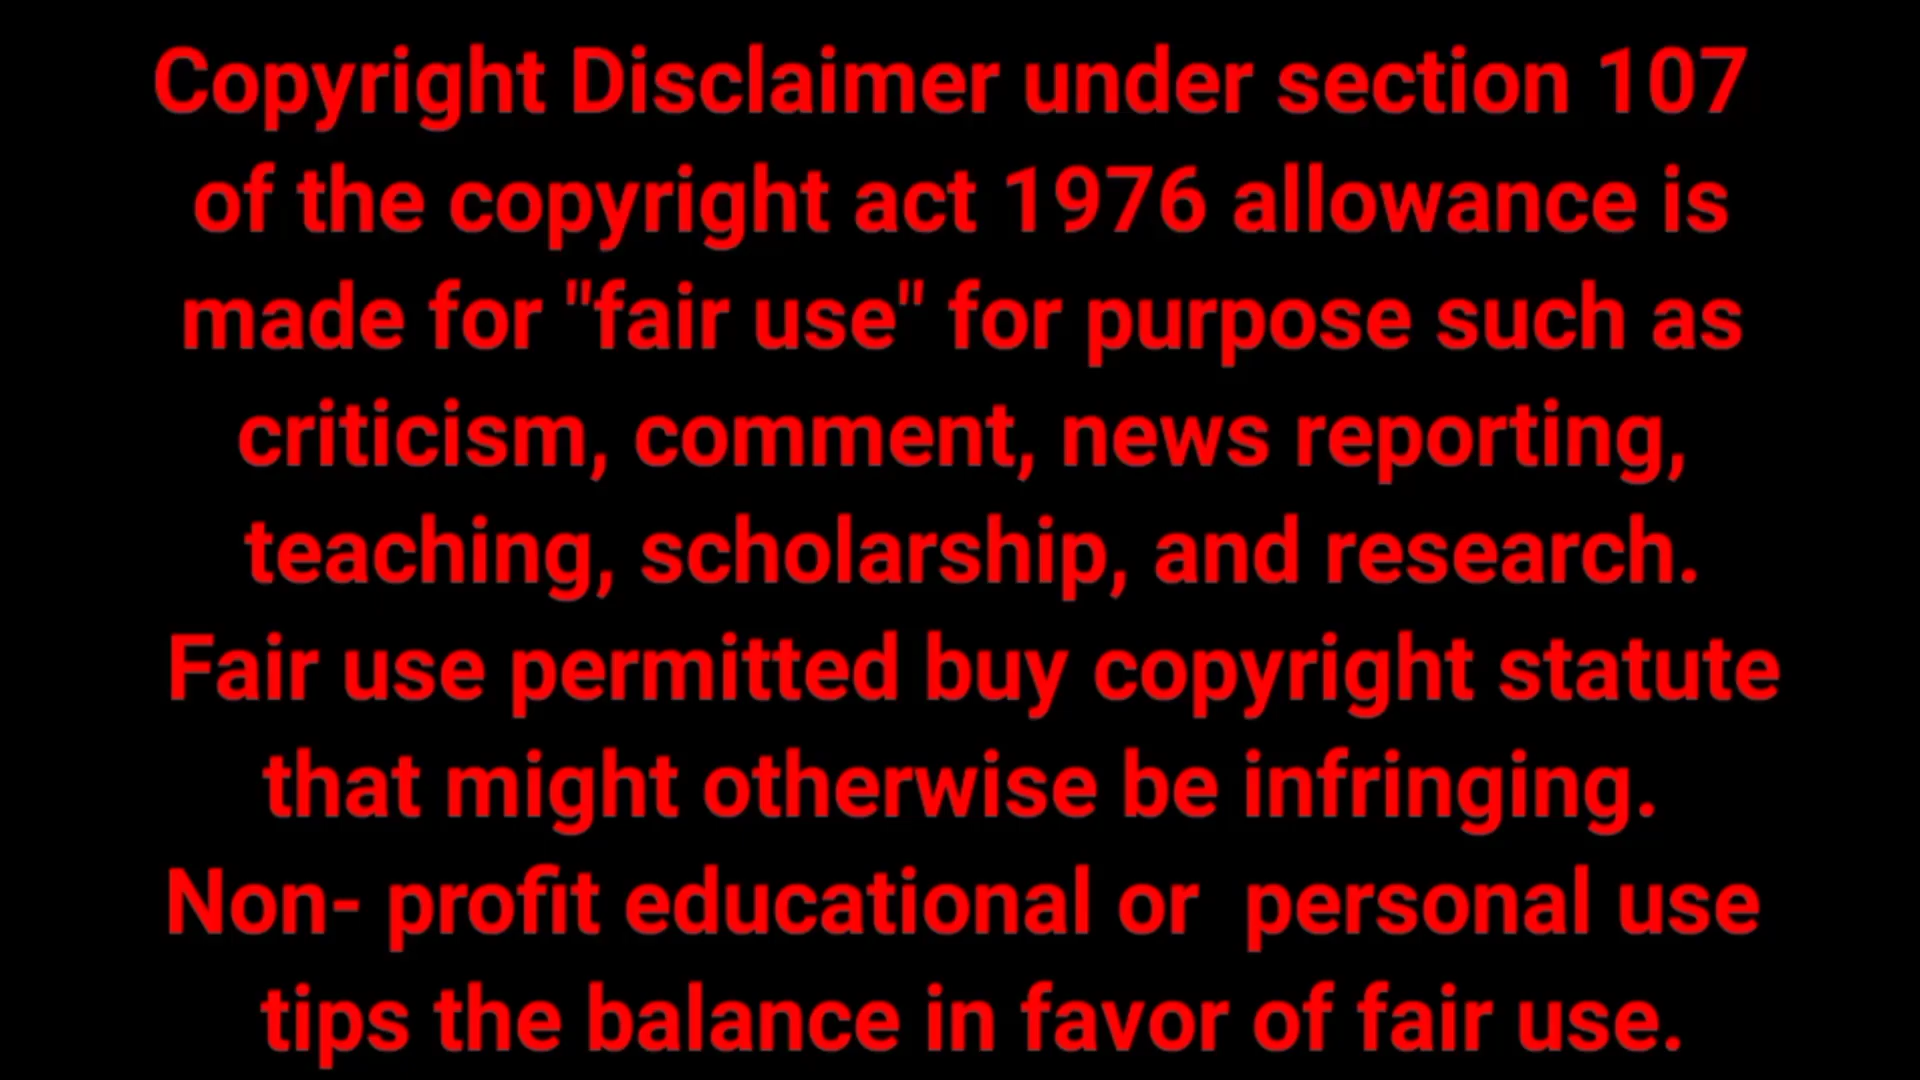 Copyright Disclaimer under section 107
of the copyright act 1976 allowance is
made for "fair use" for purpose such as
criticism, comment, news reporting,
teaching, scholarship, and research.
Fair use permitted buy copyright statute
that might otherwise be infringing.
Non- profit educational or  personal use
tips the balance in favor of fair use.